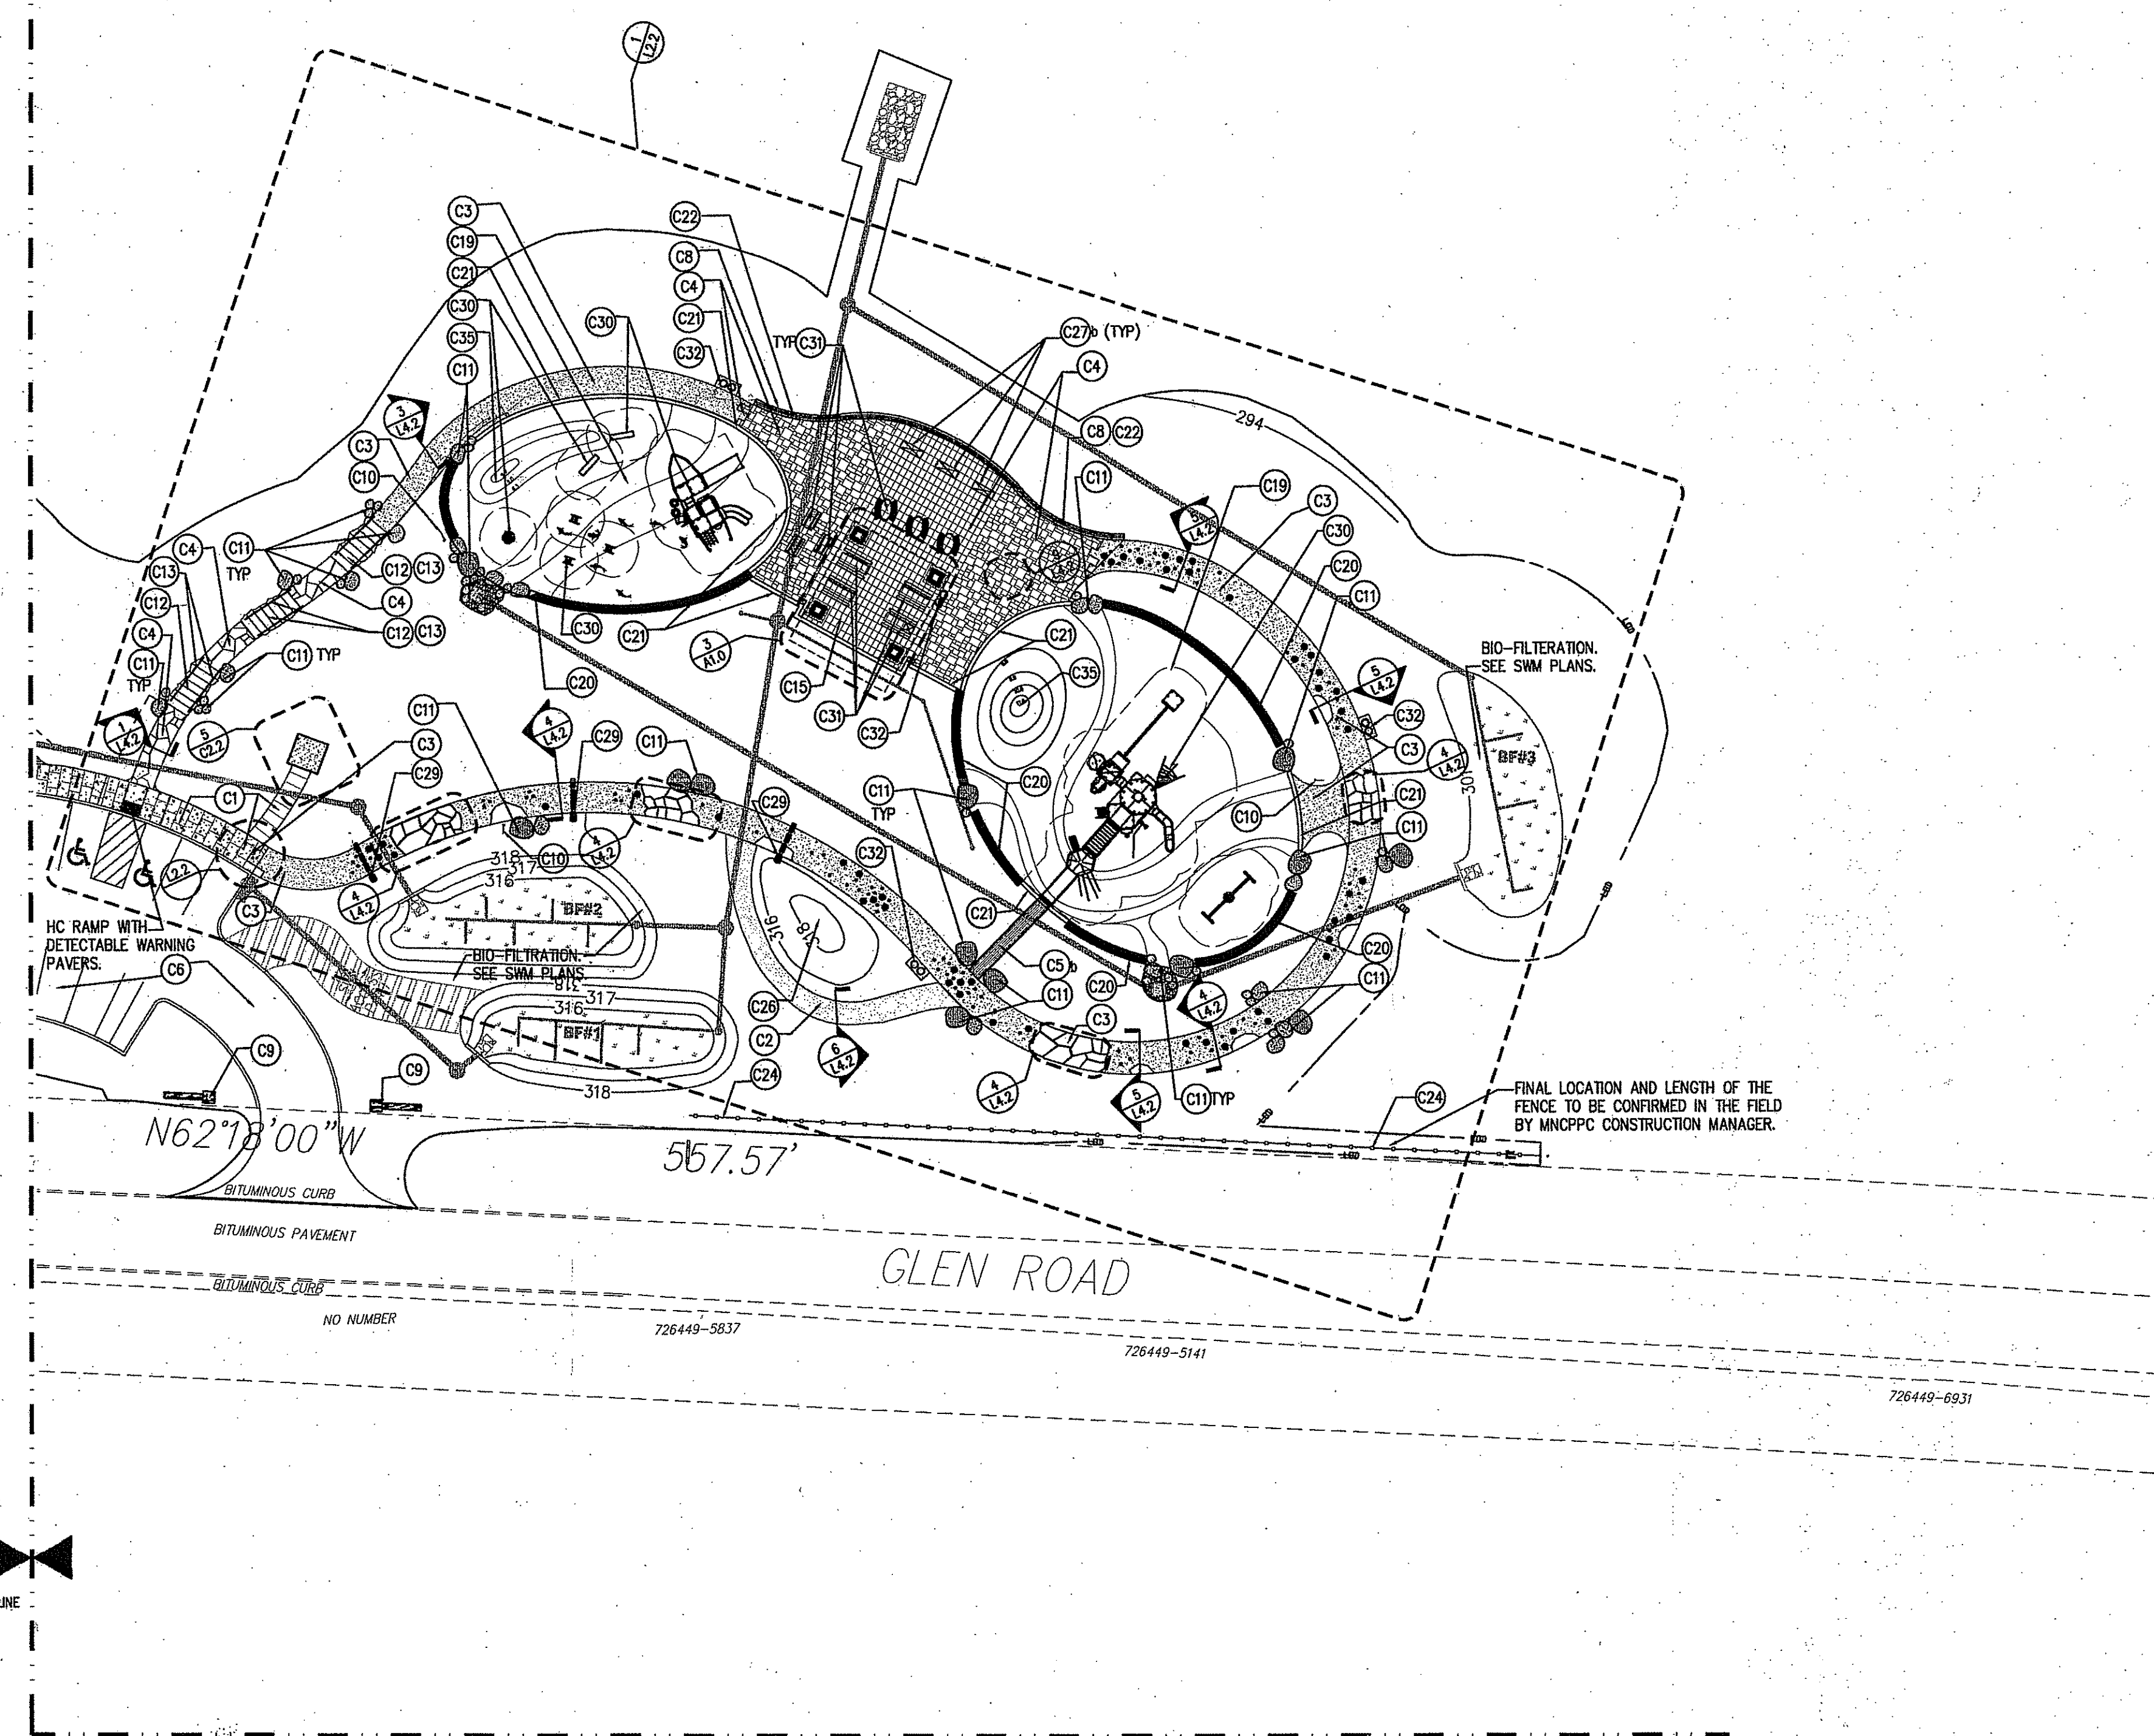 1
L2.2
C3
C22
C19
C8
C21
C4
C30
C30
C21
TYP C31
C27b (TYP)
C35
C32
C4
C11
3
L4.2
294
C3
C8 C22
C10
C11
C19
C3
5
L4.2
C30
C4
C11
TYP
C13
C12 C13
C20
C12
C4
C11
C4
C12 C13
C30
C21
C21
BIO-FILTERATION.
SEE SWM PLANS.
C11
TYP
C11 TYP
3
A1.0
C35
5
L4.2
C20
C15
1
L4.2
5
C2.2
C11
4
L4.2
C31
C32
C32
C29
C11
C3
C3
4
L4.2
BF#3
C29
C20
301
C1
C11
TYP
C29
C21
C10
C11
L2.2
318
317
316
C10
4
L4.2
C32
4
L4.2
C3
BF#2
316
318
C21
HC RAMP WITH
DETECTABLE WARNING
PAVERS.
C20
BIO-FILTRATION.
SEE SWM PLANS.
C6
C5b
C20
C11
318
317
316
C26
C11
4
L4.2
BF#1
C2
C3
C9
6
L4.2
C9
C24
318
4
L4.2
5
L4.2
C11 TYP
C24
FINAL LOCATION AND LENGTH OF THE
FENCE TO BE CONFIRMED IN THE FIELD
BY MNCPPC CONSTRUCTION MANAGER.
LOD
N62°18'00"W
567.57'
BITUMINOUS CURB
BITUMINOUS PAVEMENT
GLEN ROAD
BITUMINOUS CURB
NO NUMBER
726449-5837
726449-5141
726449-6931